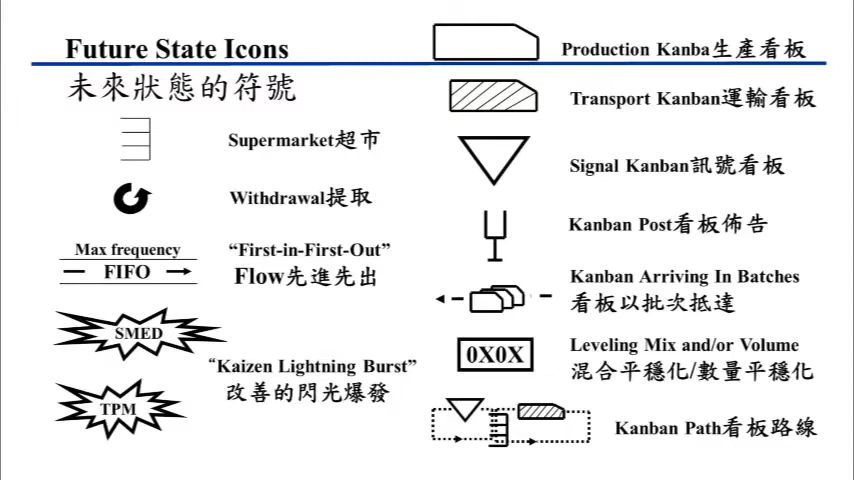 Future State Icons
未來狀態的符號
Supermarket超市
Withdrawal提取
Max frequency
FIFO
“First-in-First-Out”
Flow先進先出
SMED
TPM
“Kaizen Lightning Burst”
改善的閃光爆發
Production Kanba生產看板
Transport Kanban運輸看板
Signal Kanban訊號看板
Kanban Post看板佈告
Kanban Arriving In Batches
看板以批次抵達
0X0X
Leveling Mix and/or Volume
混合平穩化/數量平穩化
Kanban Path看板路線